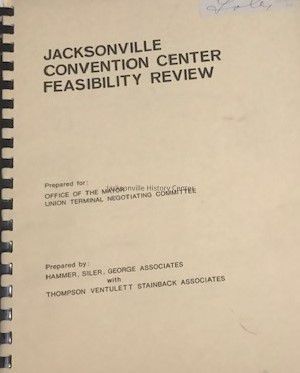 JACKSONVILLE
CONVENTION CENTER
FEASIBILITY REVIEW
Prepared for:
OFFICE OF THE MAYOR
UNION TERMINAL NEGOTIATING COMMITTEE
Jacksonville History Center
Prepared by:
HAMMER, SILER, GEORGE ASSOCIATES
with
THOMPSON VENTULETT STAINBACK ASSOCIATES